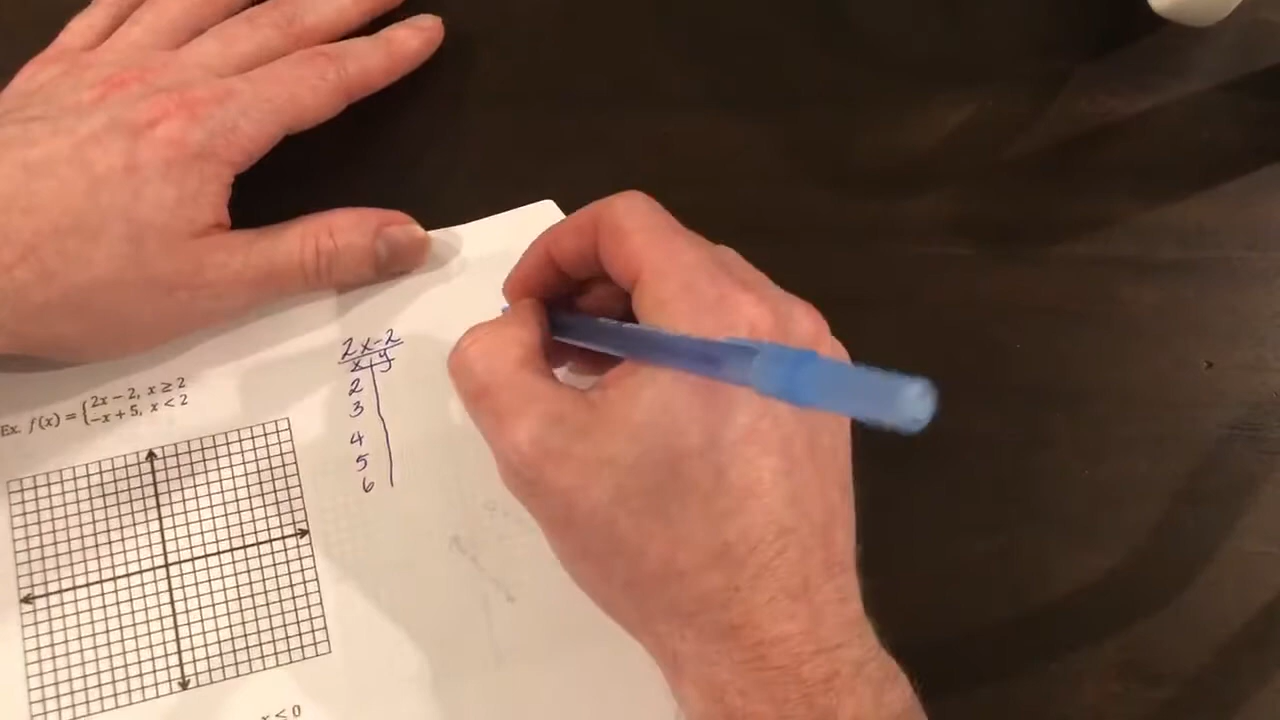 Ex. f(x) = {2x − 2, x ≥ 2
−x + 5, x < 2
2x-2
x y
2
3
4
5
6
x ≤ 0